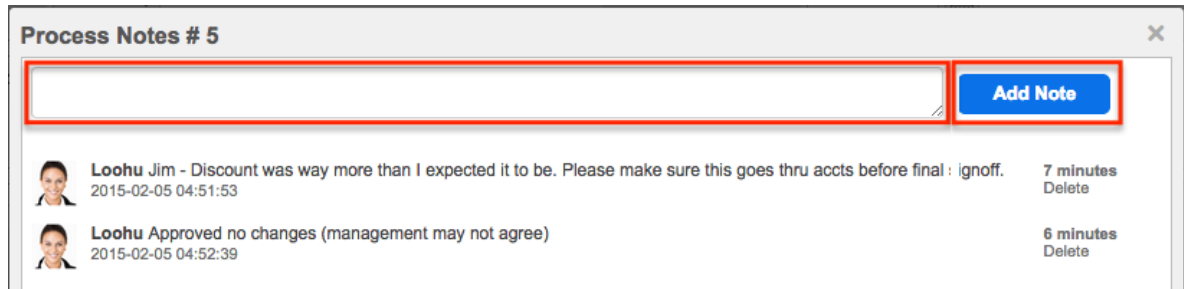 Process Notes # 5
Add Note
Loohu Jim - Discount was way more than I expected it to be. Please make sure this goes thru accts before final signoff.
7 minutes
2015-02-05 04:51:53
Delete
Loohu Approved no changes (management may not agree)
6 minutes
2015-02-05 04:52:39
Delete